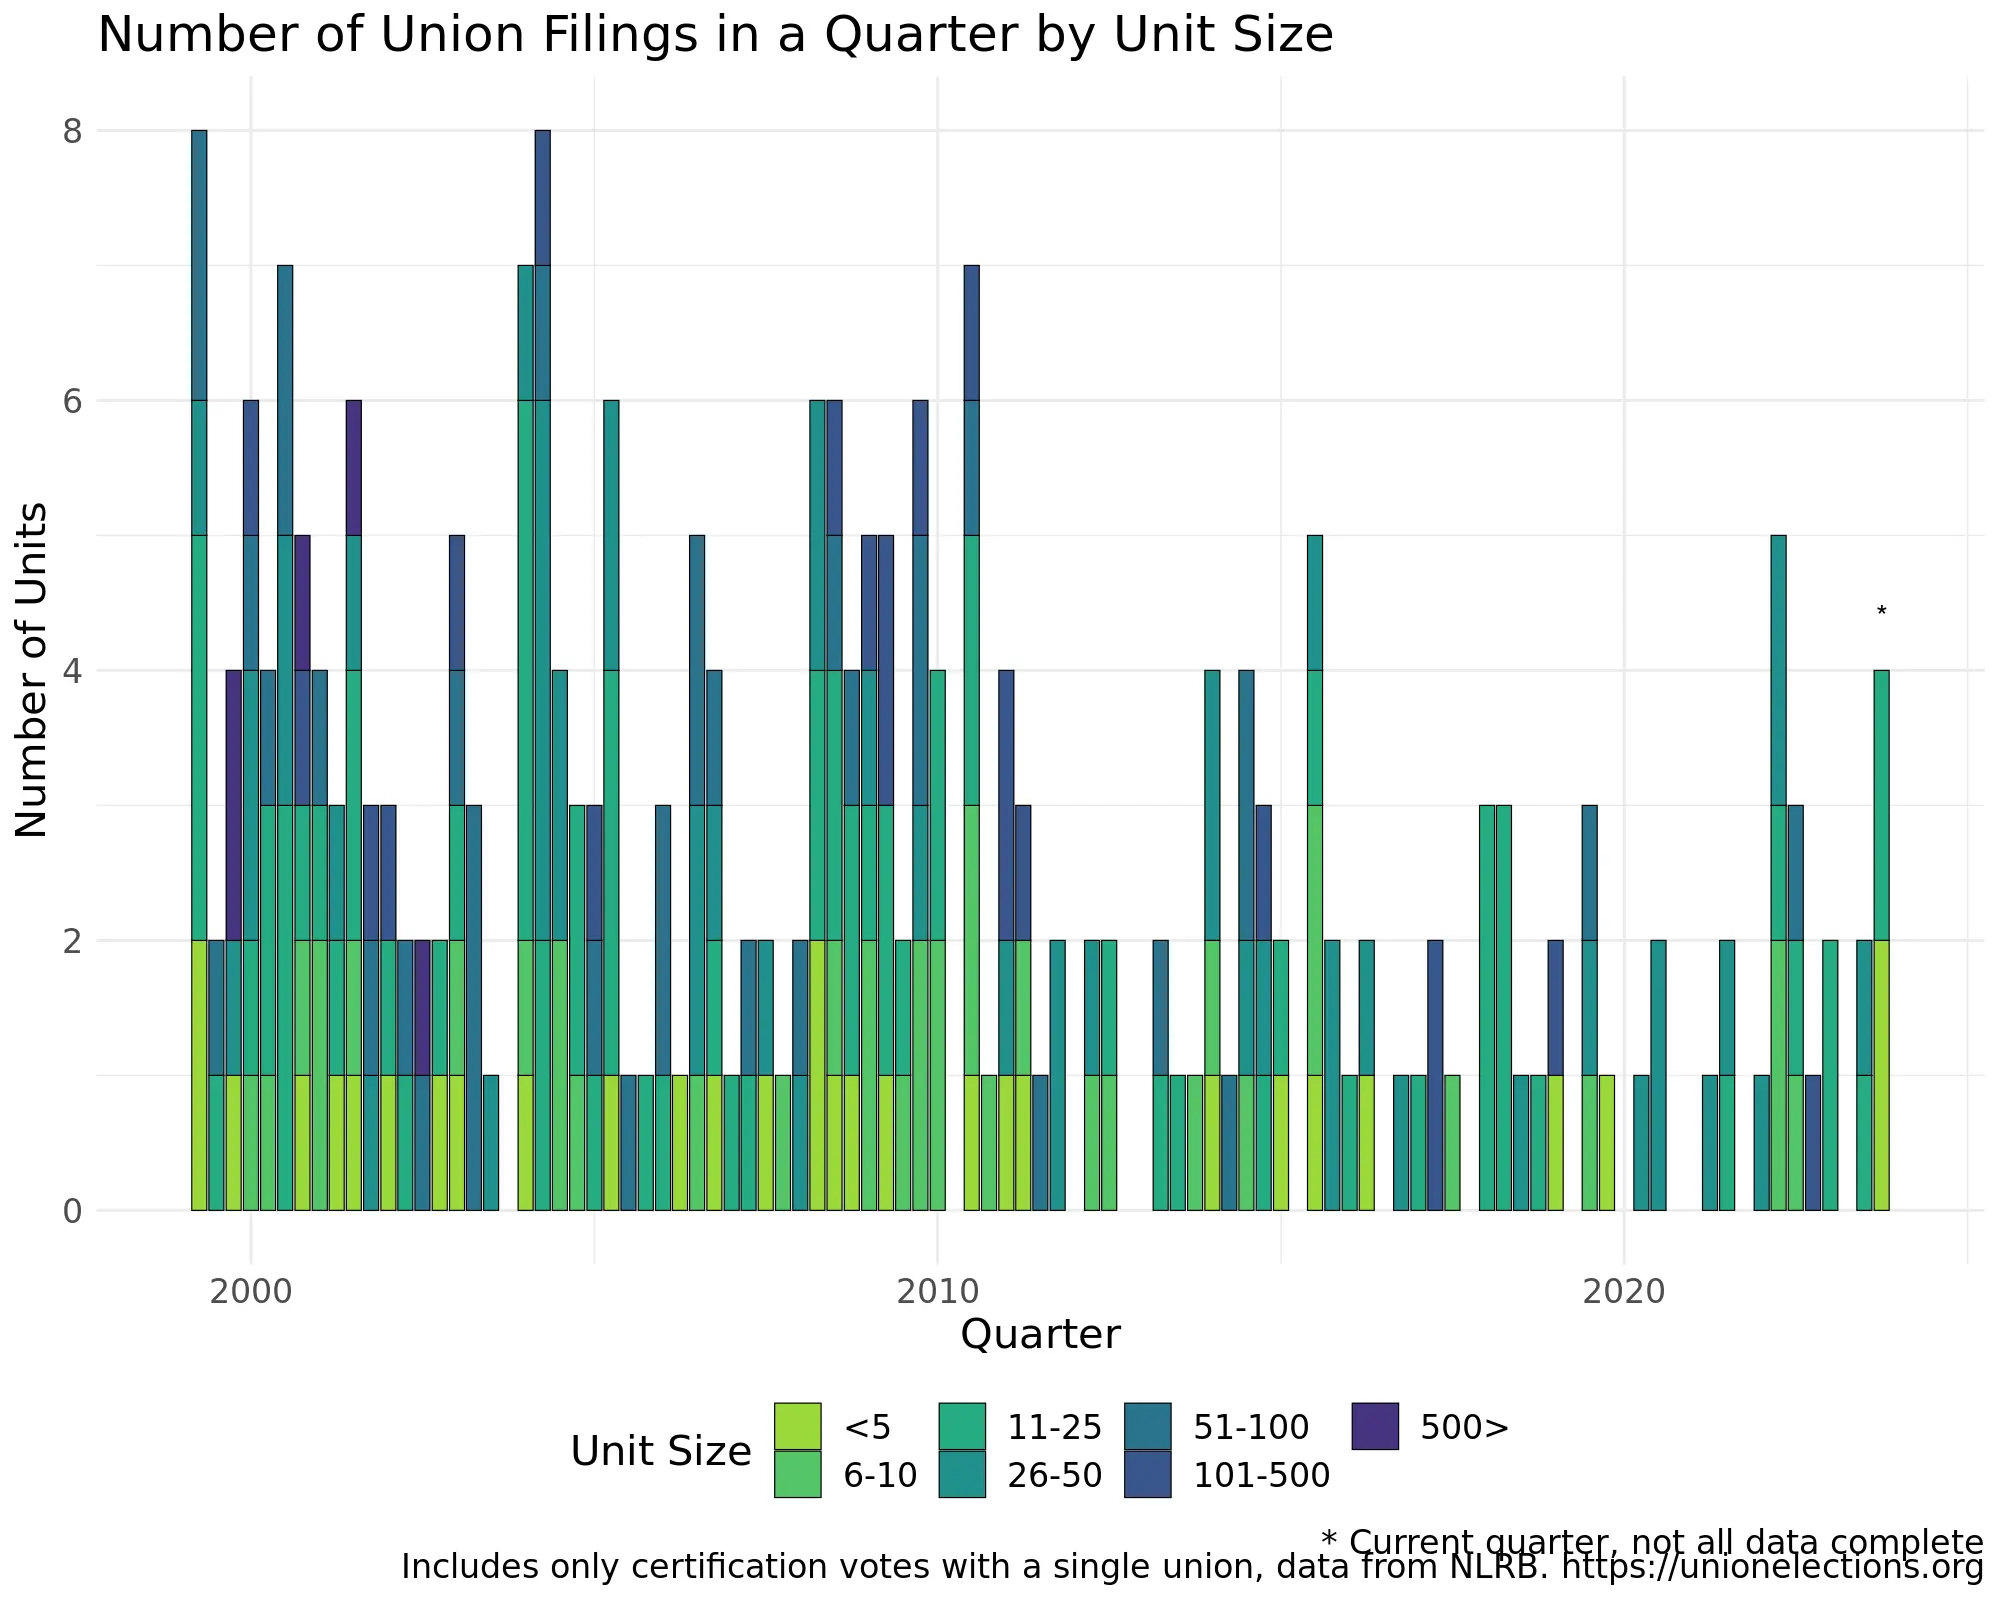 Number of Union Filings in a Quarter by Unit Size
Number of Units
8
6
4
2
0
*
2000 2010 2020
Quarter
Unit Size
<5 11-25 51-100 500>
6-10 26-50 101-500
* Current quarter, not all data complete
Includes only certification votes with a single union, data from NLRB. https://unionelections.org